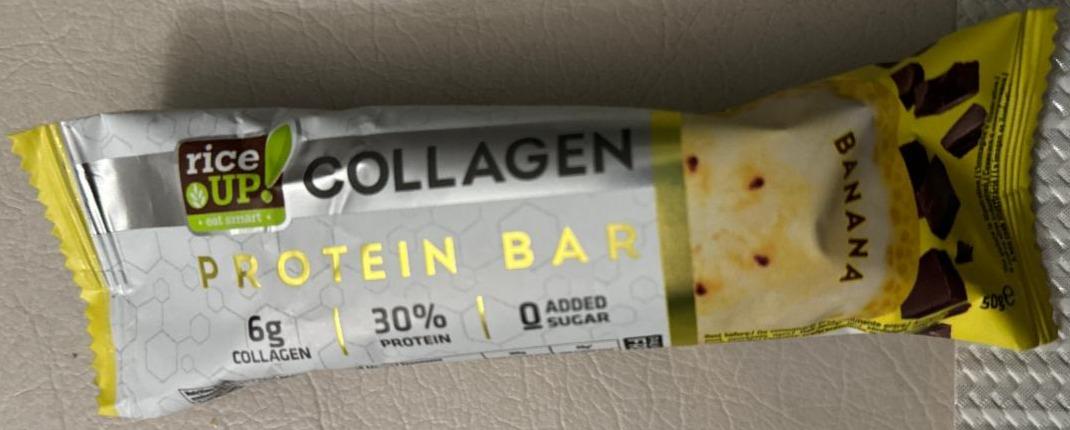 rice
UP!
eat smart
COLLAGEN
PROTEIN BAR
6g
COLLAGEN
30%
PROTEIN
0 ADDED
SUGAR
BANANA
50g℮